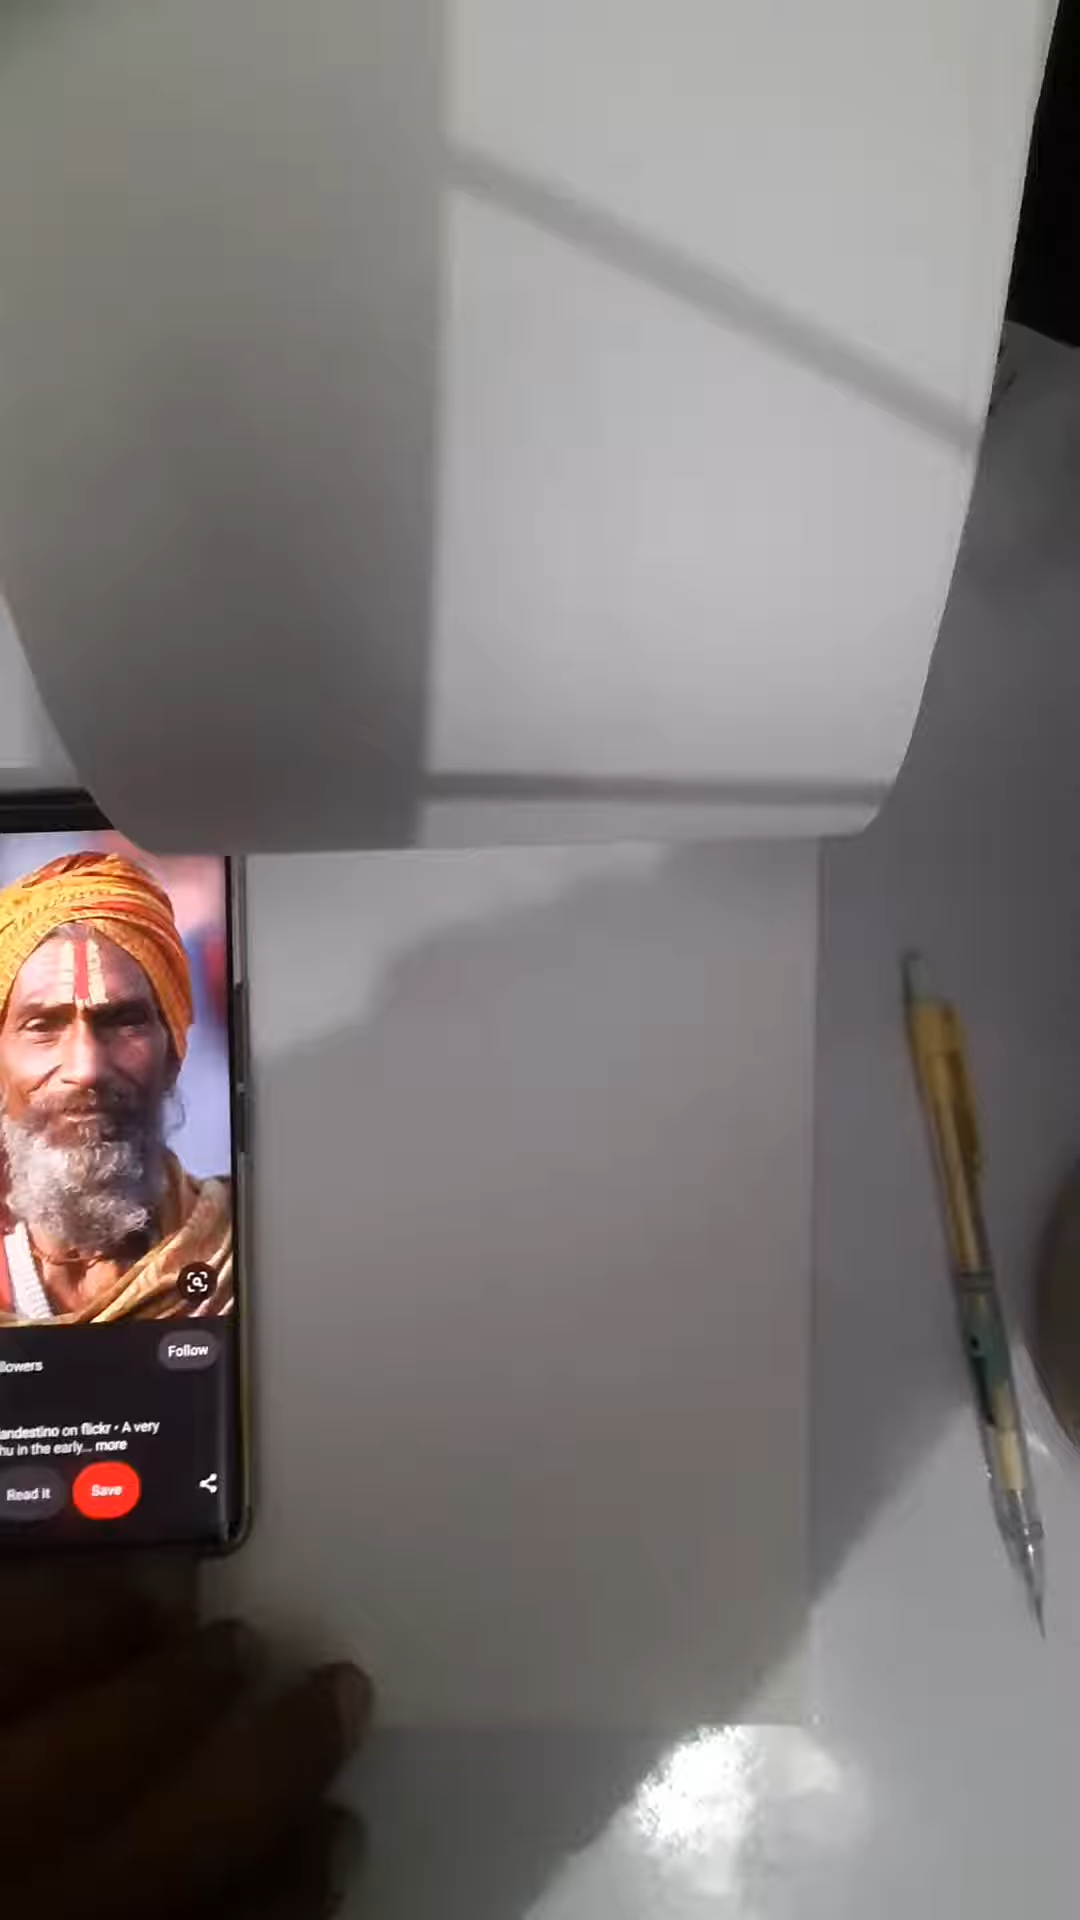 Follow
llowers
andestino on flickr • A very
hu in the early... more
Read it
Save